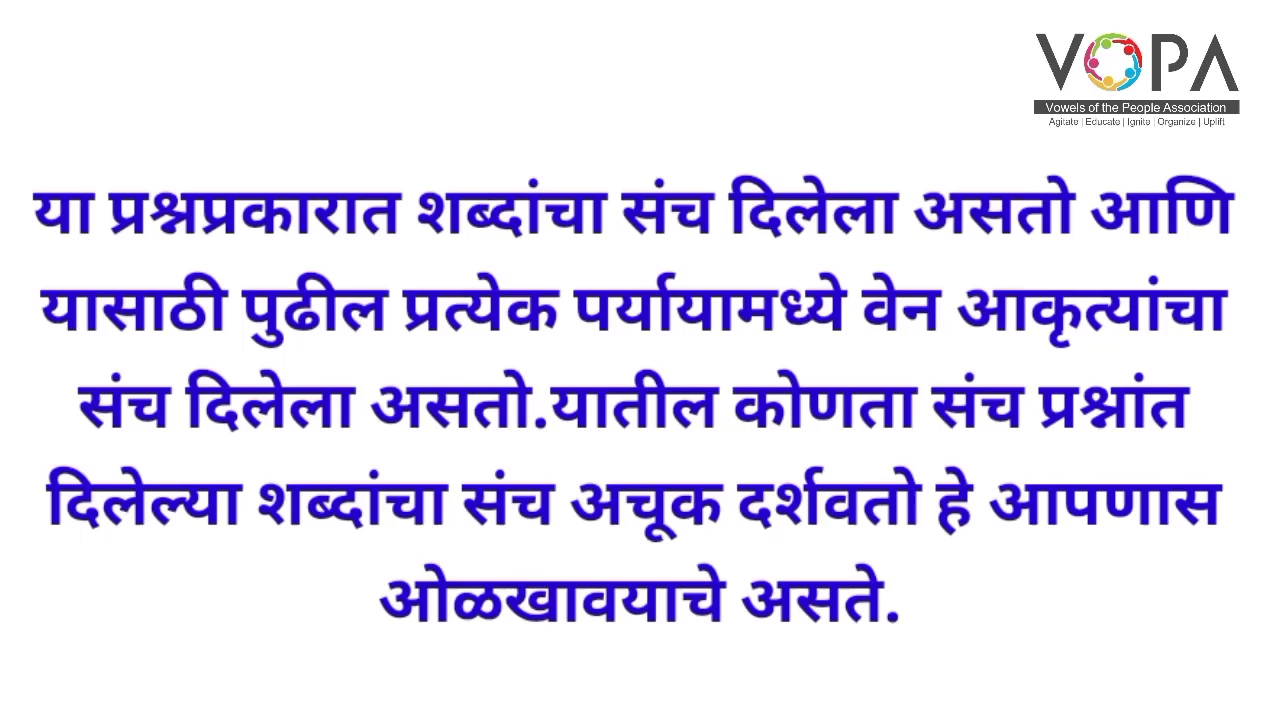 VOPA
Vowels of the People Association
Agitate | Educate | Ignite | Organize | Uplift
या प्रश्नप्रकारात शब्दांचा संच दिलेला असतो आणि
यासाठी पुढील प्रत्येक पर्यायामध्ये वेन आकृत्यांचा
संच दिलेला असतो.यातील कोणता संच प्रश्नांत
दिलेल्या शब्दांचा संच अचूक दर्शवतो हे आपणास
ओळखावयाचे असते.